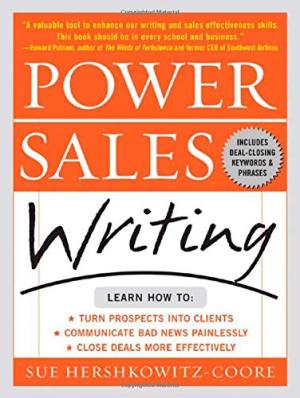 "A valuable tool to enhance our writing and sales effectiveness skills.
This book should be in every school and business."
—Howard Putnam, author of The Winds of Turbulence and former CEO of Southwest Airlines
POWER
SALES
INCLUDES
DEAL-CLOSING
KEYWORDS &
PHRASES
Writing
LEARN HOW TO:
★ TURN PROSPECTS INTO CLIENTS
★ COMMUNICATE BAD NEWS PAINLESSLY
★ CLOSE DEALS MORE EFFECTIVELY
SUE HERSHKOWITZ-COORE